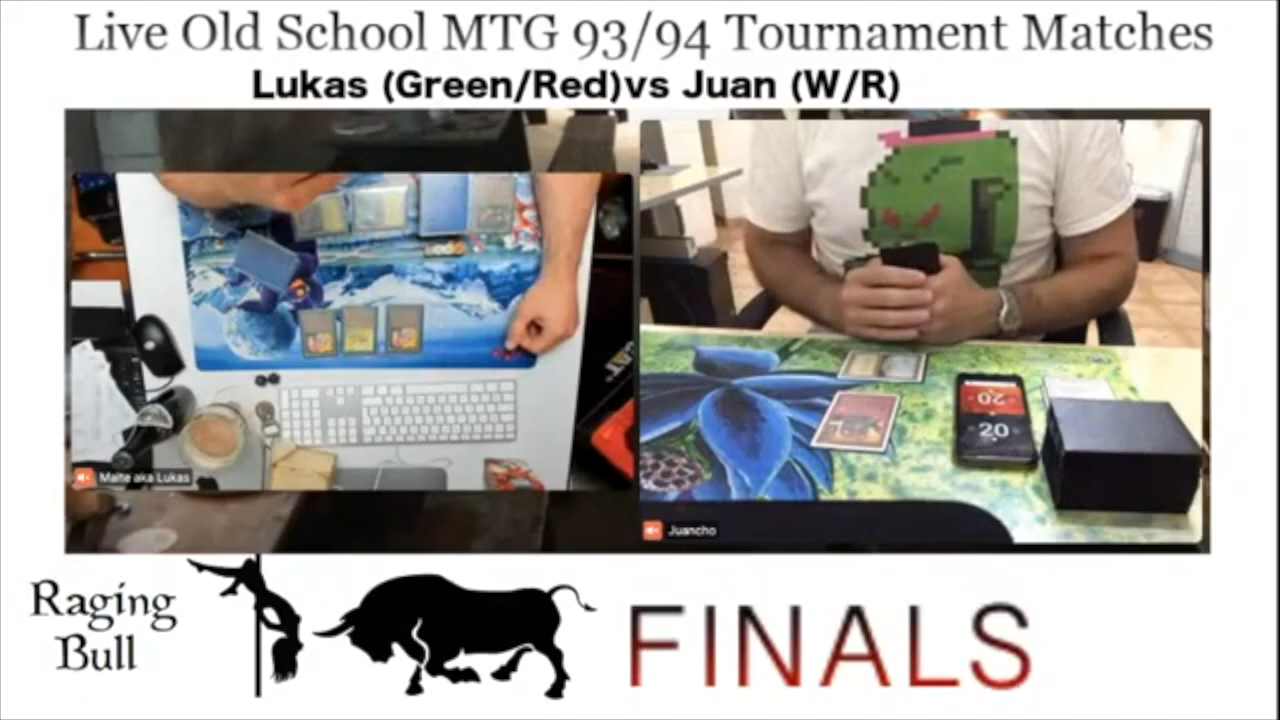 Live Old School MTG 93/94 Tournament Matches
Lukas (Green/Red)vs Juan (W/R)
20
20
Malte aka Lukas
Juancho
Raging
Bull
FINALS